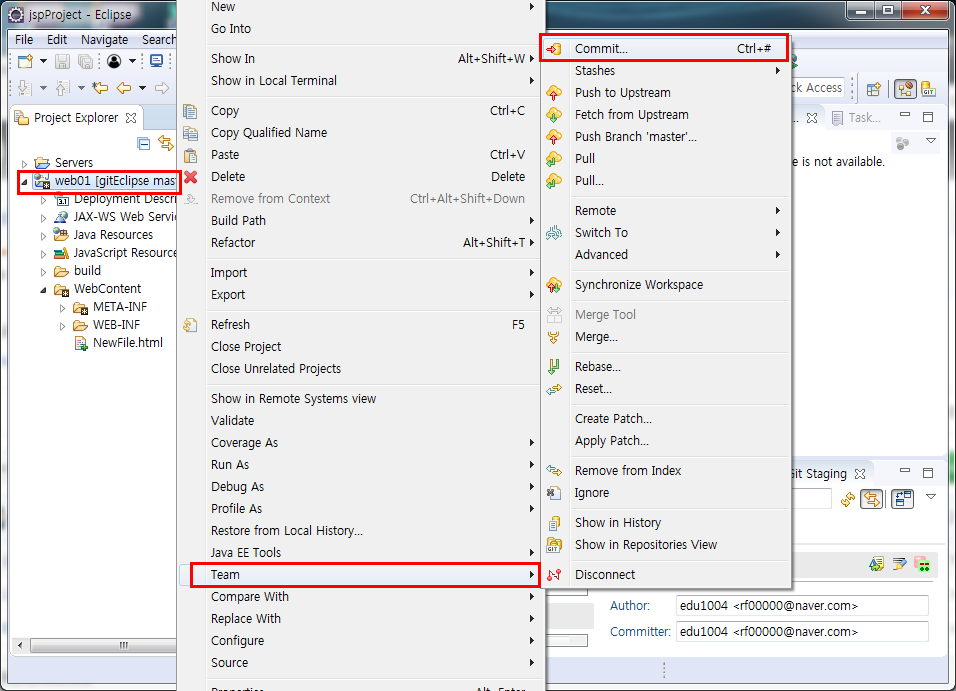 jspProject - Eclipse
File Edit Navigate Search
Quick Access
Project Explorer
Servers
web01 [gitEclipse mas
Deployment Descri
JAX-WS Web Servi
Java Resources
JavaScript Resource
build
WebContent
META-INF
WEB-INF
NewFile.html
New
Go Into
Show In Alt+Shift+W
Show in Local Terminal
Copy Ctrl+C
Copy Qualified Name
Paste Ctrl+V
Delete Delete
Remove from Context Ctrl+Alt+Shift+Down
Build Path
Refactor Alt+Shift+T
Import
Export
Refresh F5
Close Project
Close Unrelated Projects
Show in Remote Systems view
Validate
Coverage As
Run As
Debug As
Profile As
Restore from Local History...
Java EE Tools
Team
Compare With
Replace With
Configure
Source
Properties Alt+Enter
Commit... Ctrl+#
Stashes
Push to Upstream
Fetch from Upstream
Push Branch 'master'...
Pull
Pull...
Remote
Switch To
Advanced
Synchronize Workspace
Merge Tool
Merge...
Rebase...
Reset...
Create Patch...
Apply Patch...
Remove from Index
Ignore
Show in History
Show in Repositories View
Disconnect
Task...
e is not available.
Git Staging
Author: edu1004 <rf00000@naver.com>
Committer: edu1004 <rf00000@naver.com>